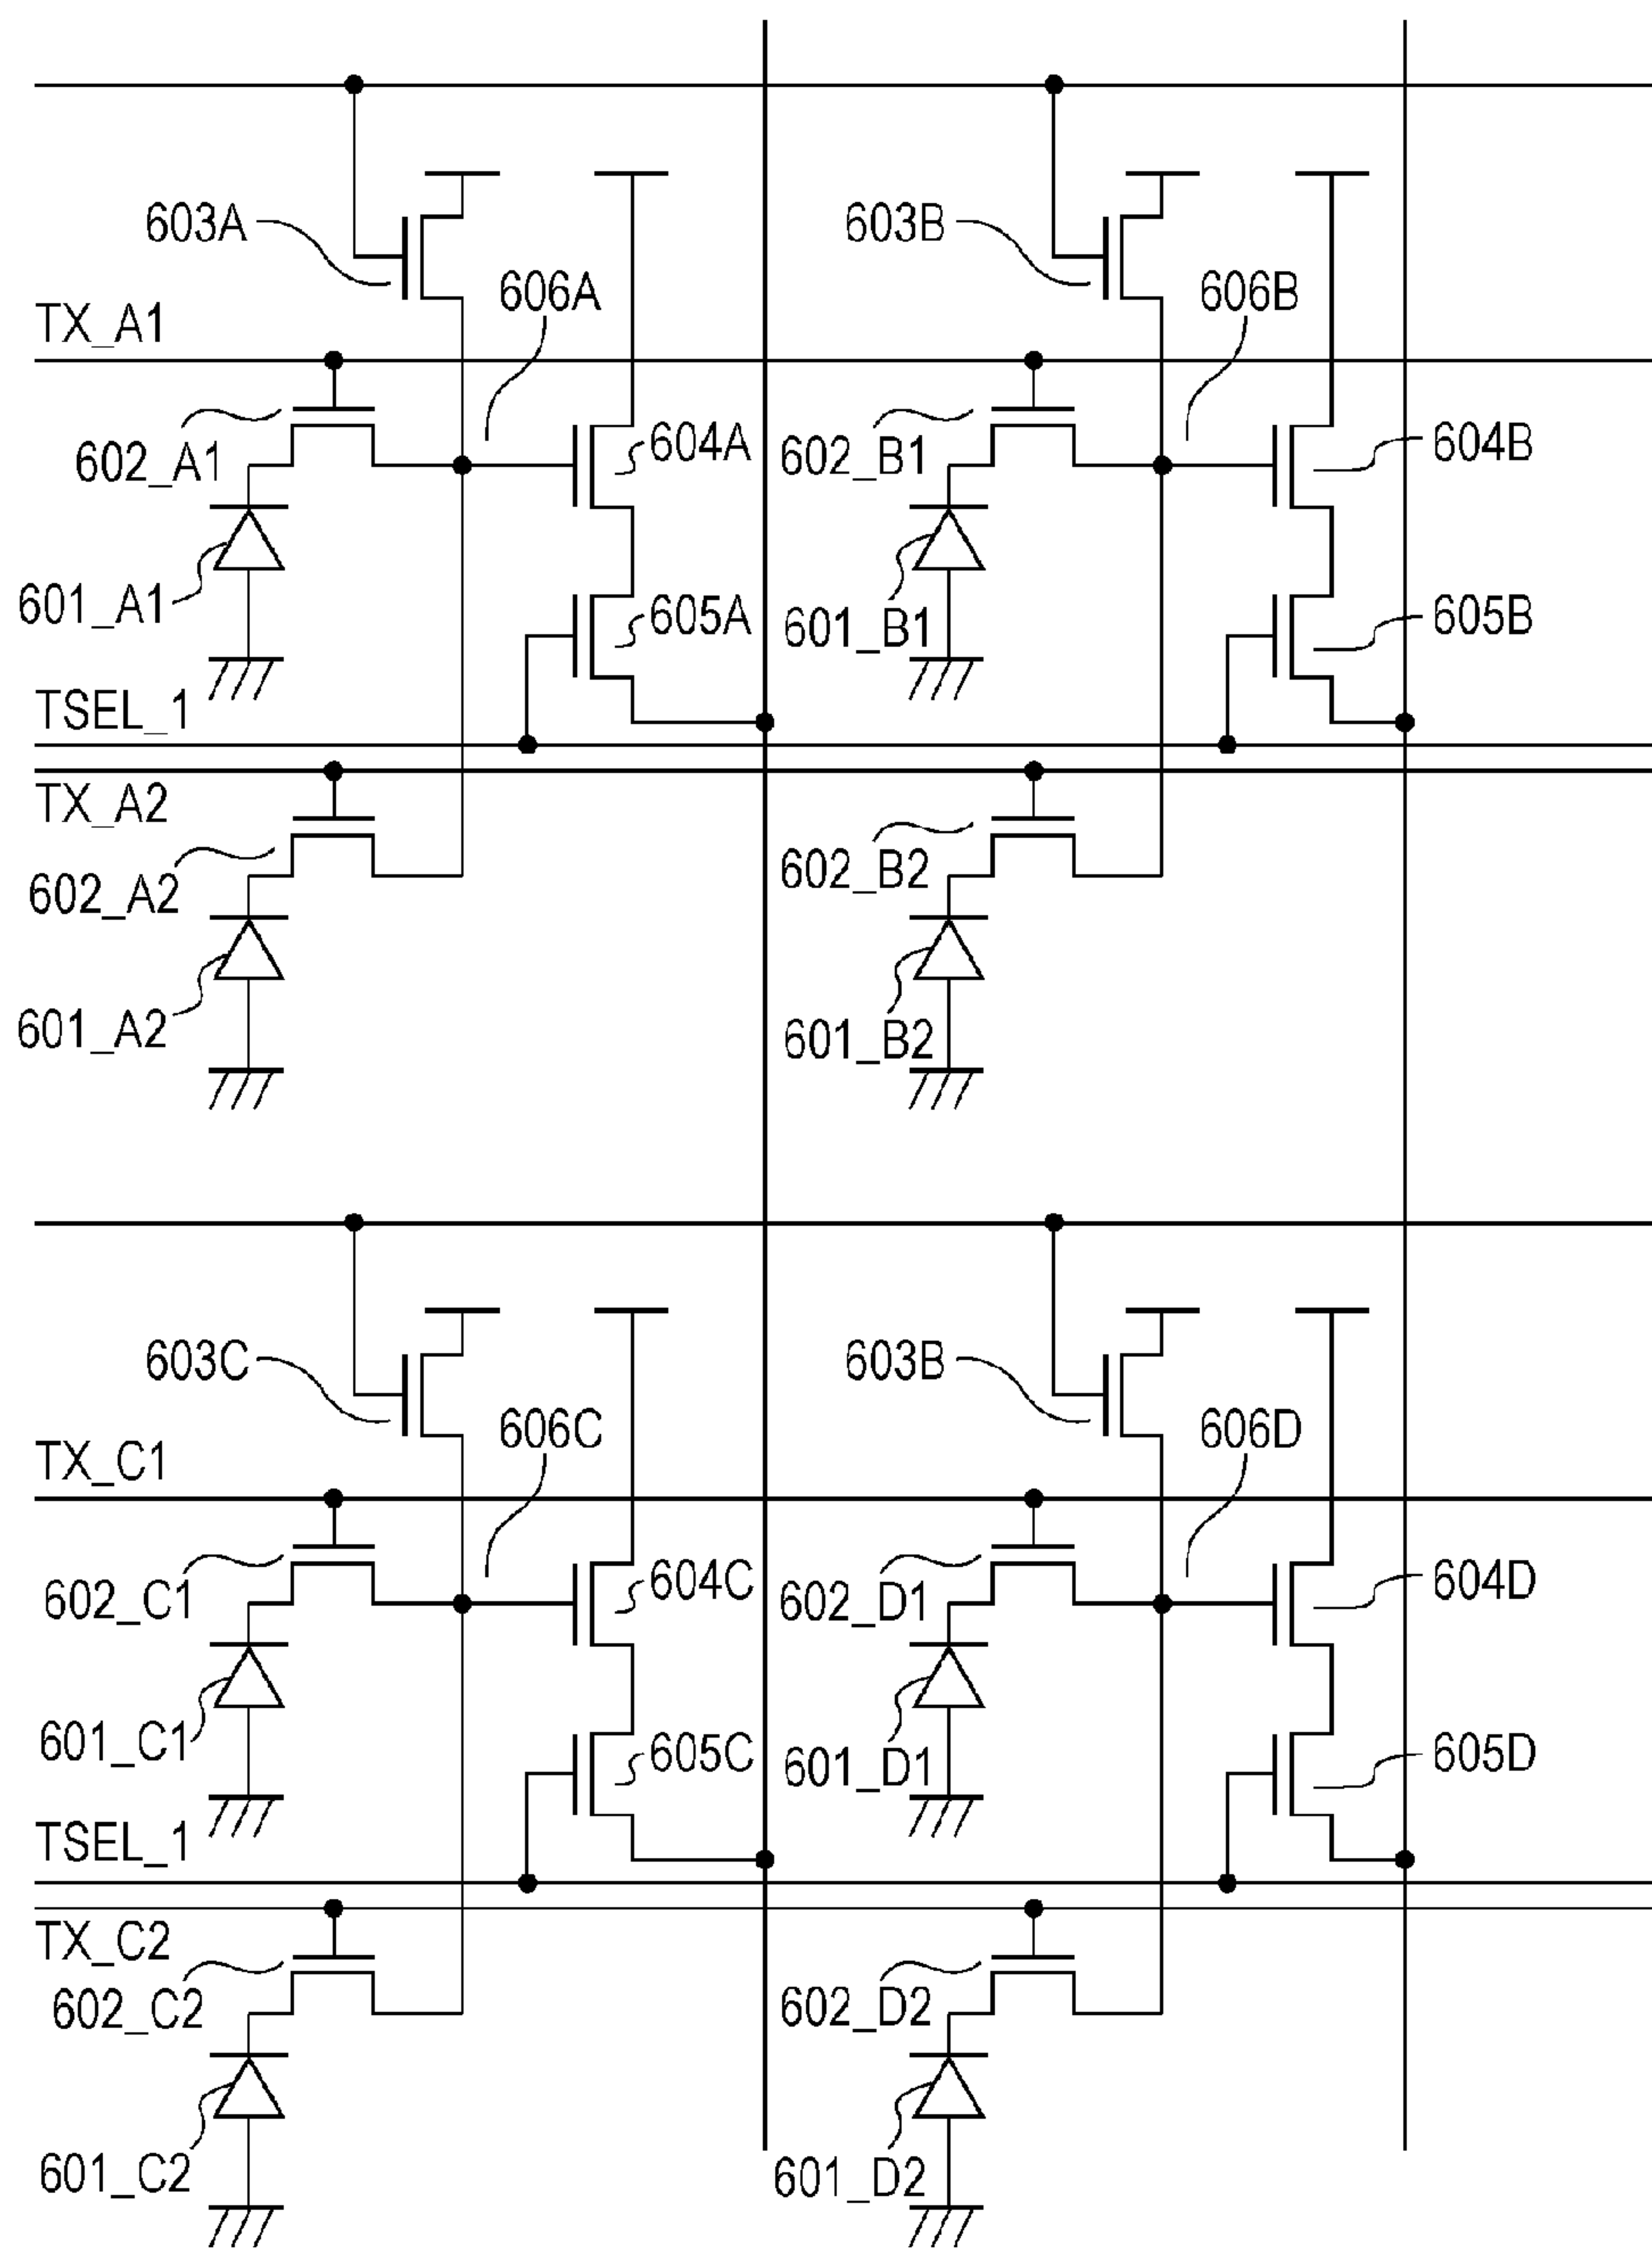 603A
603B
606A
606B
TX_A1
602_A1
604A
602_B1
604B
601_A1
605A
601_B1
605B
TSEL_1
TX_A2
602_A2
602_B2
601_A2
601_B2
603C
603B
606C
606D
TX_C1
602_C1
604C
602_D1
604D
601_C1
605C
601_D1
605D
TSEL_1
TX_C2
602_C2
602_D2
601_C2
601_D2